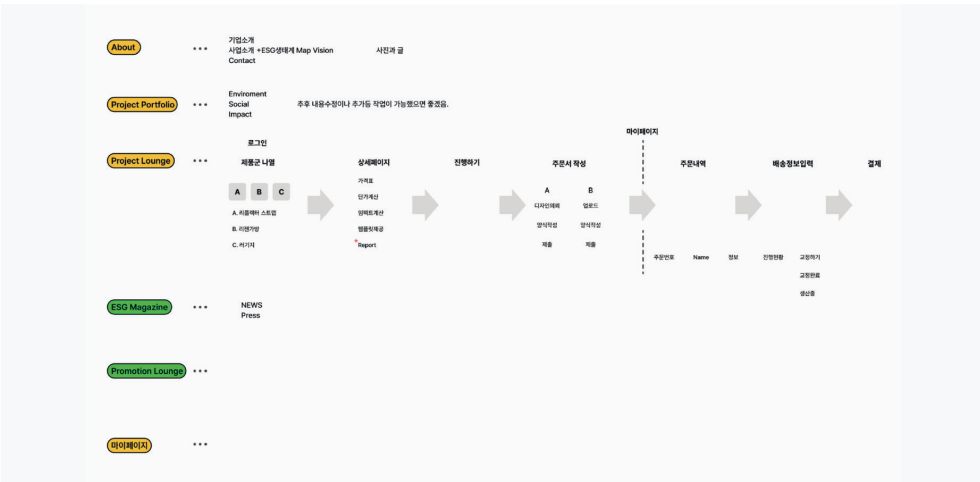 About
기업소개
사업소개 +ESG생태계 Map Vision
사진과 글
Contact
Project Portfolio
Enviroment
Social
추후 내용수정이나 추가등 작업이 가능했으면 좋겠음.
Impact
마이페이지
로그인
Project Lounge
제품군 나열
상세페이지
진행하기
주문서 작성
주문내역
배송정보입력
결제
A B C
A. 리플랙터 스트랩
B. 리젠가방
C. 러기지
가격표
단가계산
임팩트계산
템플릿제공
*Report
A B
디자인의뢰 업로드
양식작성 양식작성
제출 제출
주문번호 Name 정보 진행현황 교정하기
교정완료
생산중
ESG Magazine
NEWS
Press
Promotion Lounge
마이페이지